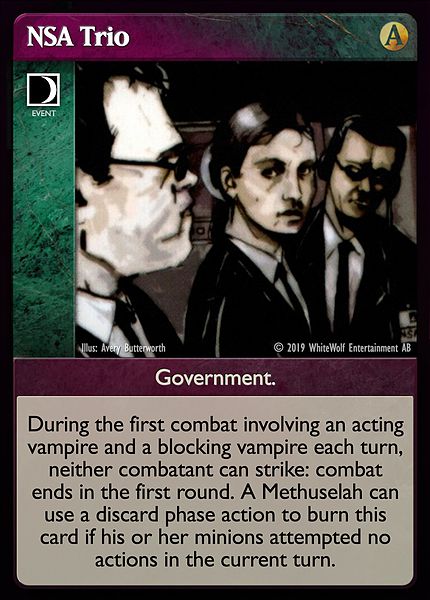 NSA Trio
A
EVENT
NSA
Illus: Avery Butterworth
© 2019 WhiteWolf Entertainment AB
Government.
During the first combat involving an acting
vampire and a blocking vampire each turn,
neither combatant can strike: combat
ends in the first round. A Methuselah can
use a discard phase action to burn this
card if his or her minions attempted no
actions in the current turn.